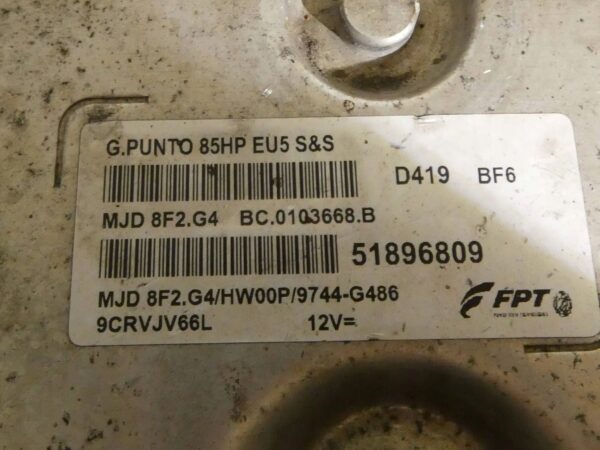 G.PUNTO 85HP EU5 S&S
D419 BF6
MJD 8F2.G4 BC.0103668.B
51896809
MJD 8F2.G4/HW00P/9744-G486
9CRVJV66L 12V=
FPT